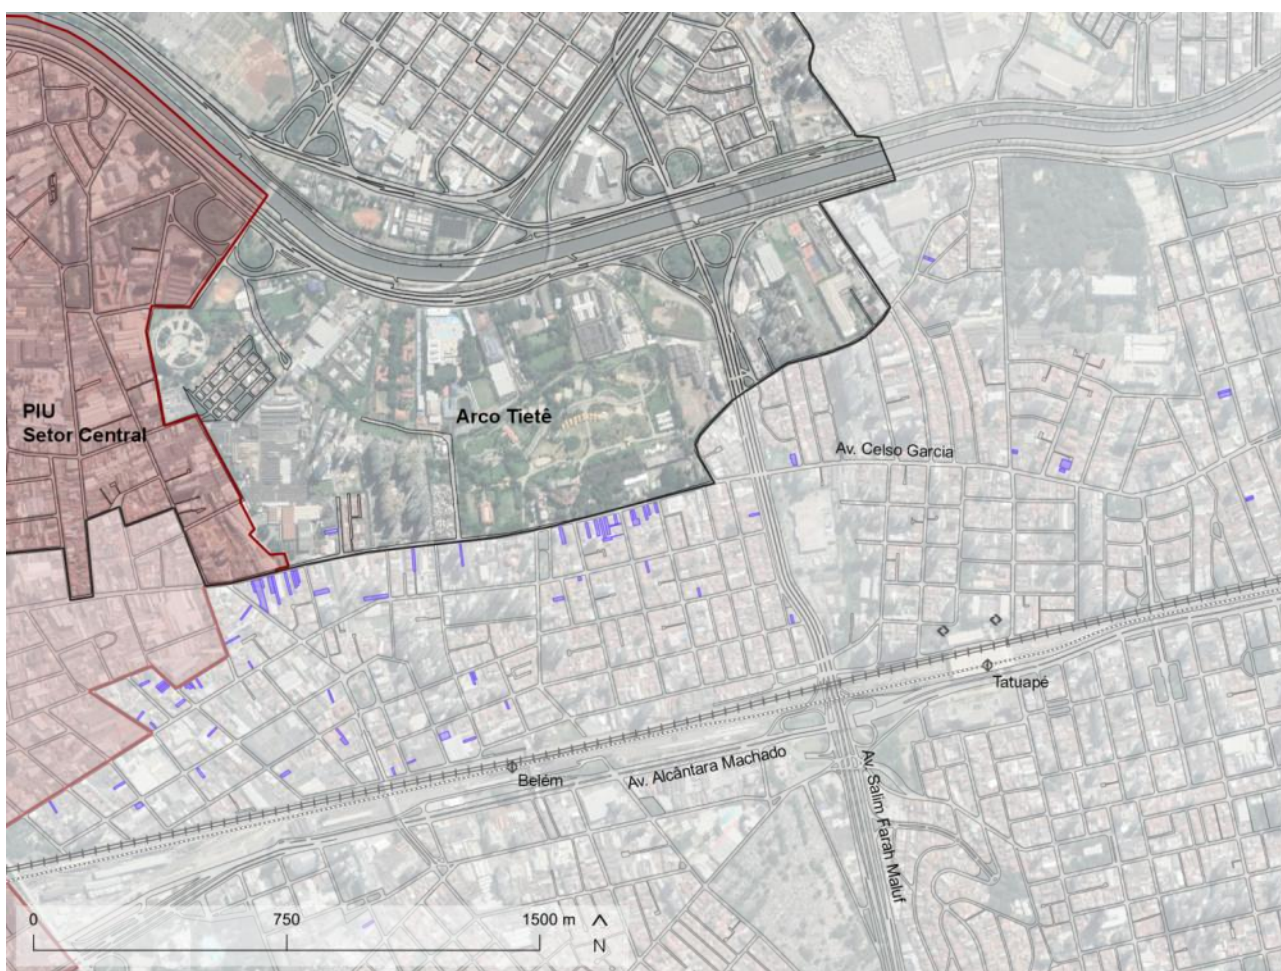 PIU
Setor Central
Arco Tietê
Av. Celso Garcia
Tatuapé
Belém
Av. Alcântara Machado
Av. Salim Farah Maluf
0 750 1500 m
N